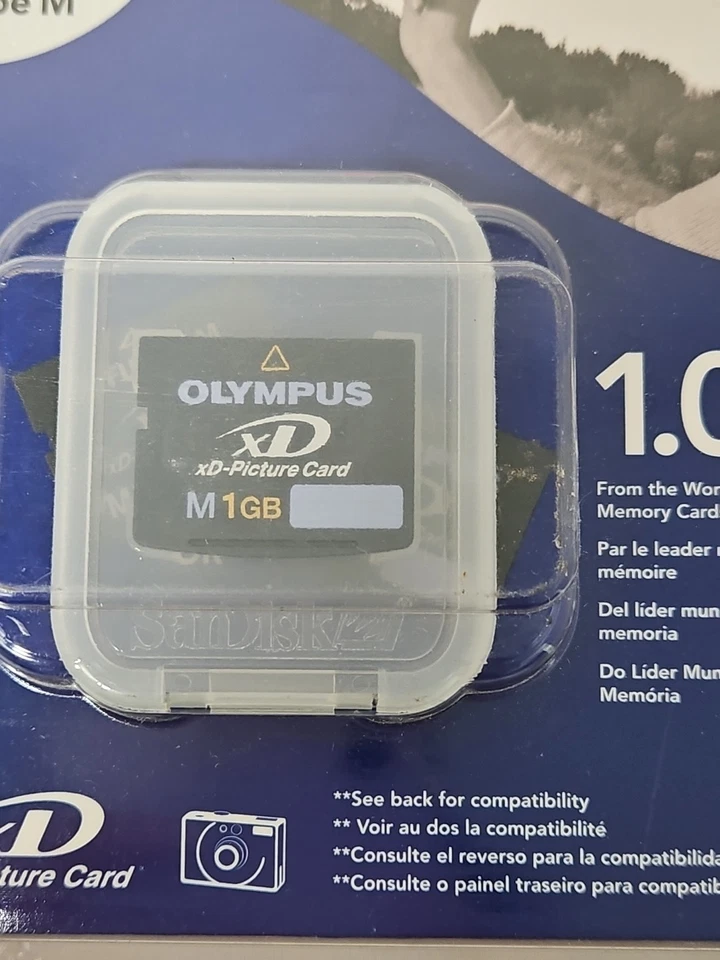 M
OLYMPUS
xD
xD-Picture Card
M 1GB
SanDisk
1.0
From the Wor
Memory Cards
Par le leader
mémoire
Del líder mun
memoria
Do Líder Mun
Memória
xD
ture Card
**See back for compatibility
** Voir au dos la compatibilité
**Consulte el reverso para la compatibilida
**Consulte o painel traseiro para compatib